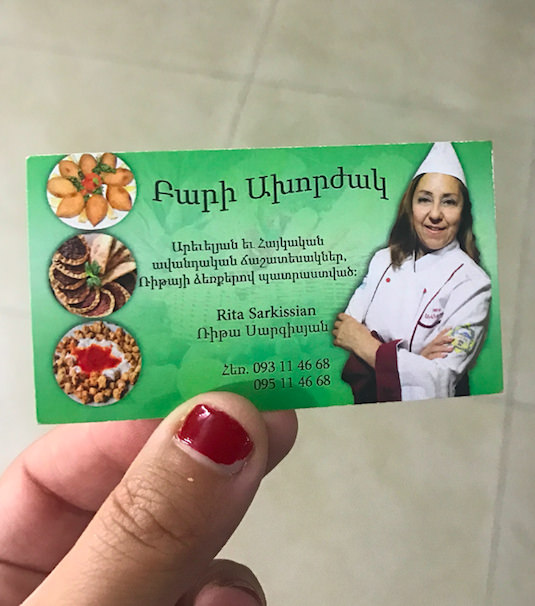 Բարի Ախորժակ
Արեւելյան եւ Հայկական
ավանդական ճաշատեսակներ,
Ռիթայի ձեռքերով պատրաստված:
Rita Sarkissian
Ռիթա Սարգիսյան
Հեռ. 093 11 46 68
095 11 46 68